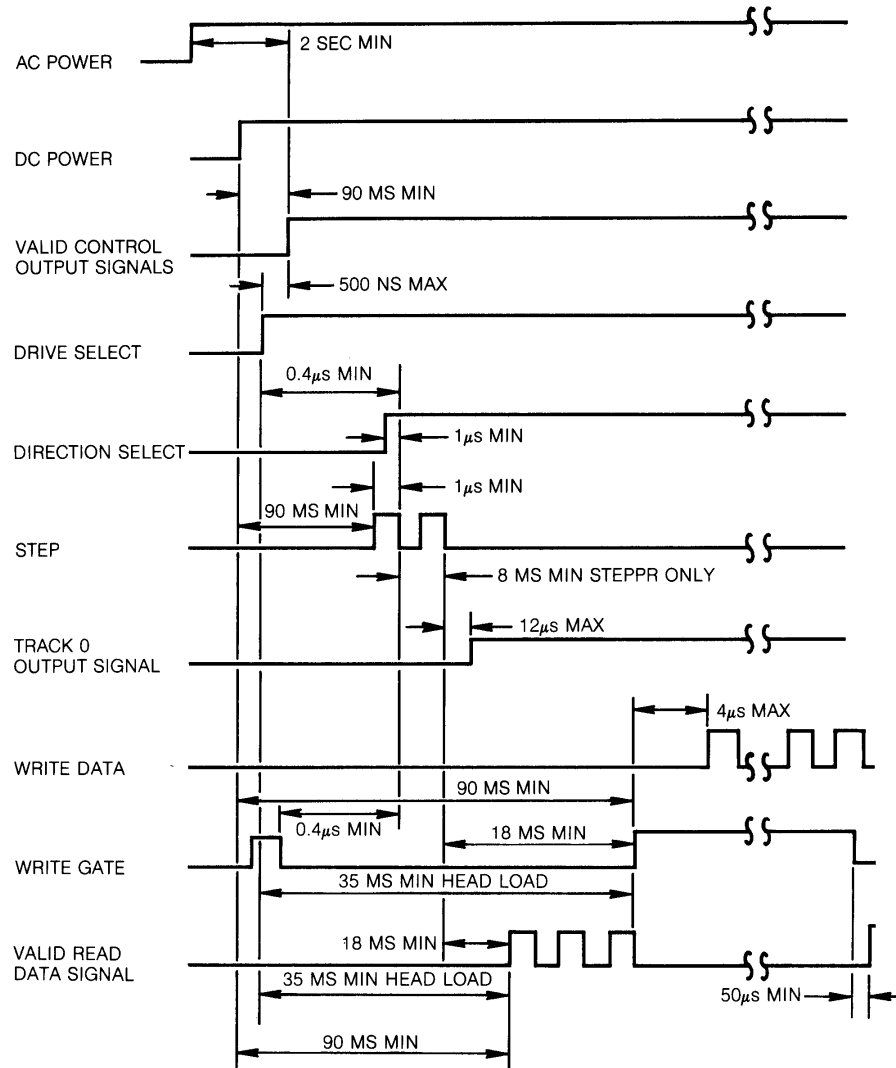 2 SEC MIN
AC POWER
DC POWER
90 MS MIN
VALID CONTROL
OUTPUT SIGNALS
500 NS MAX
DRIVE SELECT
0.4µs MIN
DIRECTION SELECT
1µs MIN
1µs MIN
90 MS MIN
STEP
8 MS MIN STEPPR ONLY
12µs MAX
TRACK 0
OUTPUT SIGNAL
4µs MAX
WRITE DATA
90 MS MIN
0.4µs MIN
18 MS MIN
WRITE GATE
35 MS MIN HEAD LOAD
18 MS MIN
VALID READ
DATA SIGNAL
35 MS MIN HEAD LOAD
50µs MIN
90 MS MIN